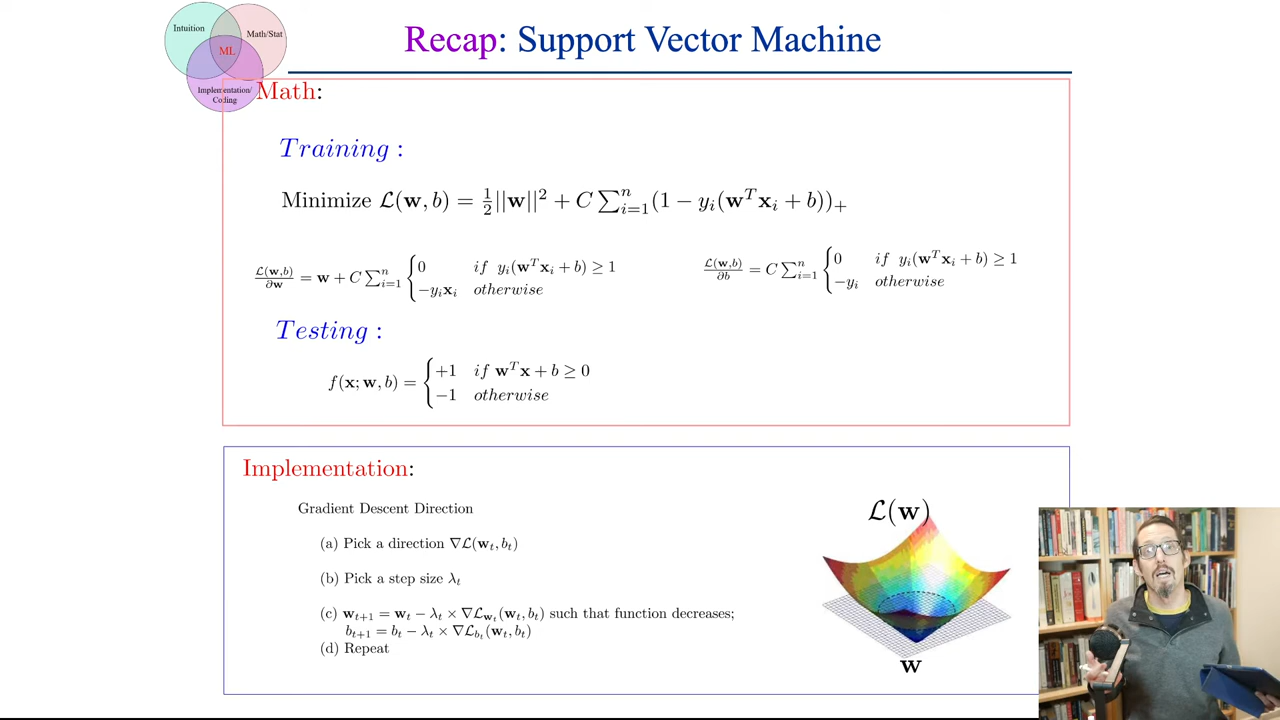 Intuition
Math/Stat
ML
Implementation/
Coding
Recap: Support Vector Machine
Math:
Training :
Minimize ℒ(w, b) = ½||w||² + C ∑ⁿᵢ₌₁(1 − yᵢ(wᵀxᵢ + b))₊
ℒ(w,b)/∂w = w + C ∑ⁿᵢ₌₁ { 0 if yᵢ(wᵀxᵢ + b) ≥ 1
−yᵢxᵢ otherwise
ℒ(w,b)/∂b = C ∑ⁿᵢ₌₁ { 0 if yᵢ(wᵀxᵢ + b) ≥ 1
−yᵢ otherwise
Testing :
f(x; w, b) = { +1 if wᵀx + b ≥ 0
−1 otherwise
Implementation:
Gradient Descent Direction
(a) Pick a direction ∇ℒ(wₜ, bₜ)
(b) Pick a step size λₜ
(c) wₜ₊₁ = wₜ − λₜ × ∇ℒ_wₜ(wₜ, bₜ) such that function decreases;
bₜ₊₁ = bₜ − λₜ × ∇ℒ_bₜ(wₜ, bₜ)
(d) Repeat
ℒ(w)
w